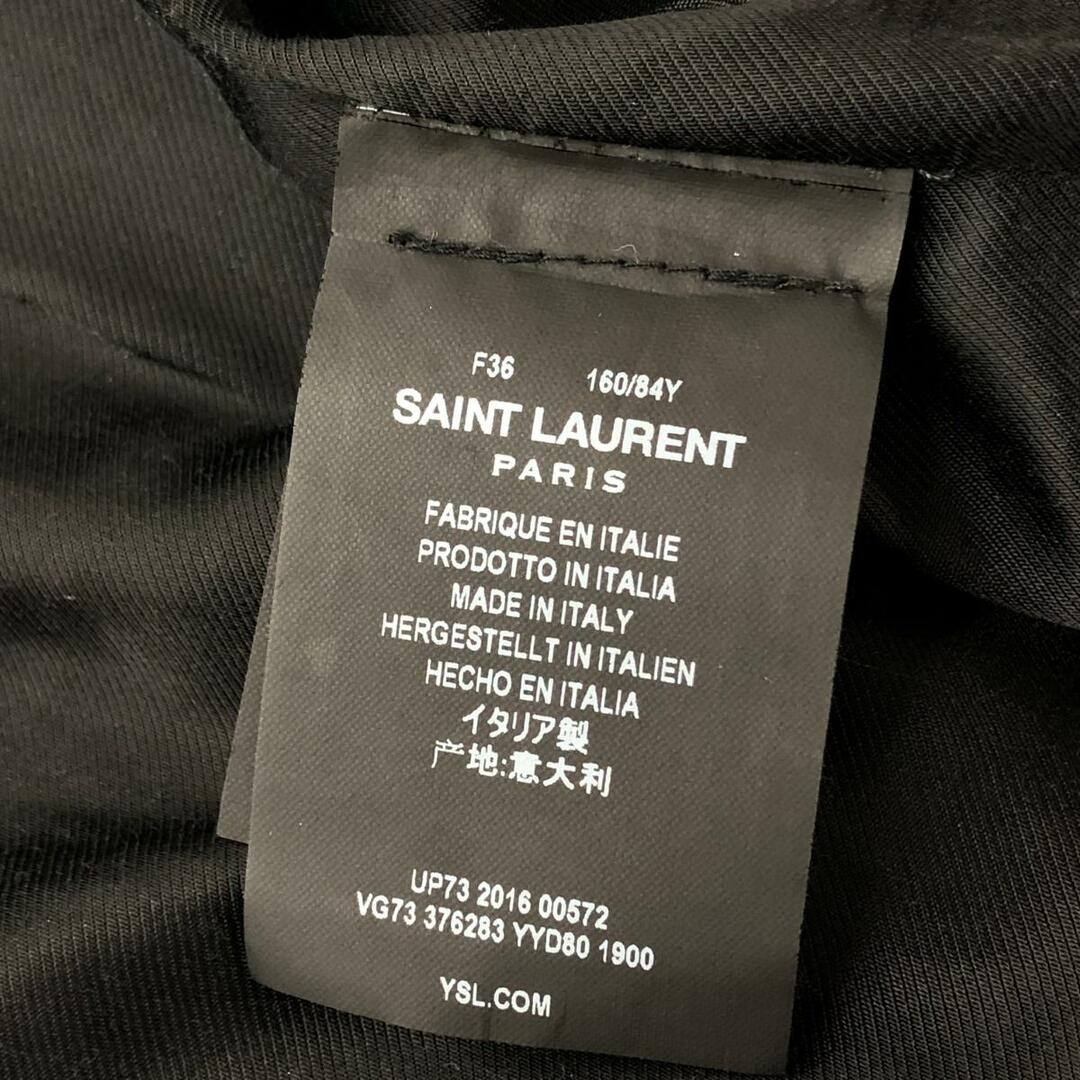 F36 160/84Y
SAINT LAURENT
PARIS
FABRIQUE EN ITALIE
PRODOTTO IN ITALIA
MADE IN ITALY
HERGESTELLT IN ITALIEN
HECHO EN ITALIA
イタリア製
产地:意大利
UP73 2016 00572
VG73 376283 YYD80 1900
YSL.COM